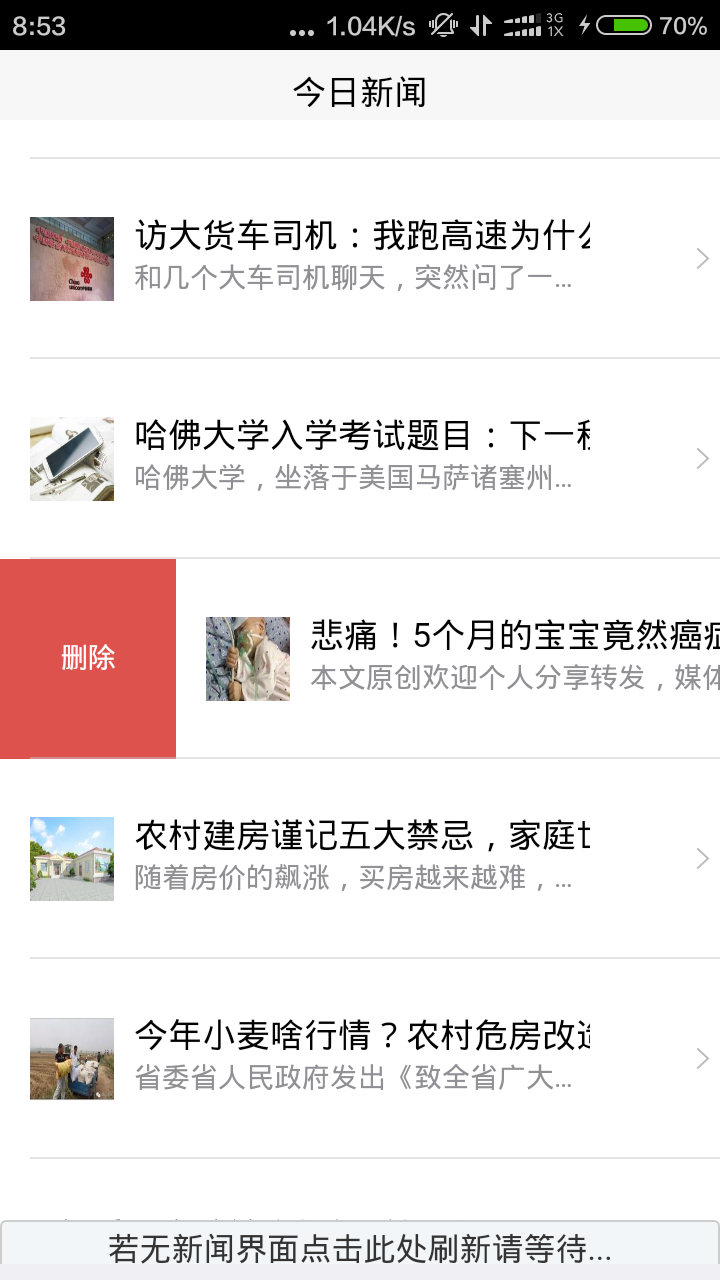 8:53
... 1.04K/s 3G 1X 70%
今日新闻
访大货车司机：我跑高速为什么
和几个大车司机聊天，突然问了一...
哈佛大学入学考试题目：下一秒
哈佛大学，坐落于美国马萨诸塞州...
删除
悲痛！5个月的宝宝竟然癌症
本文原创欢迎个人分享转发，媒体
农村建房谨记五大禁忌，家庭
随着房价的飙涨，买房越来越难，...
今年小麦啥行情？农村危房改造
省委省人民政府发出《致全省广大...
若无新闻界面点击此处刷新请等待...